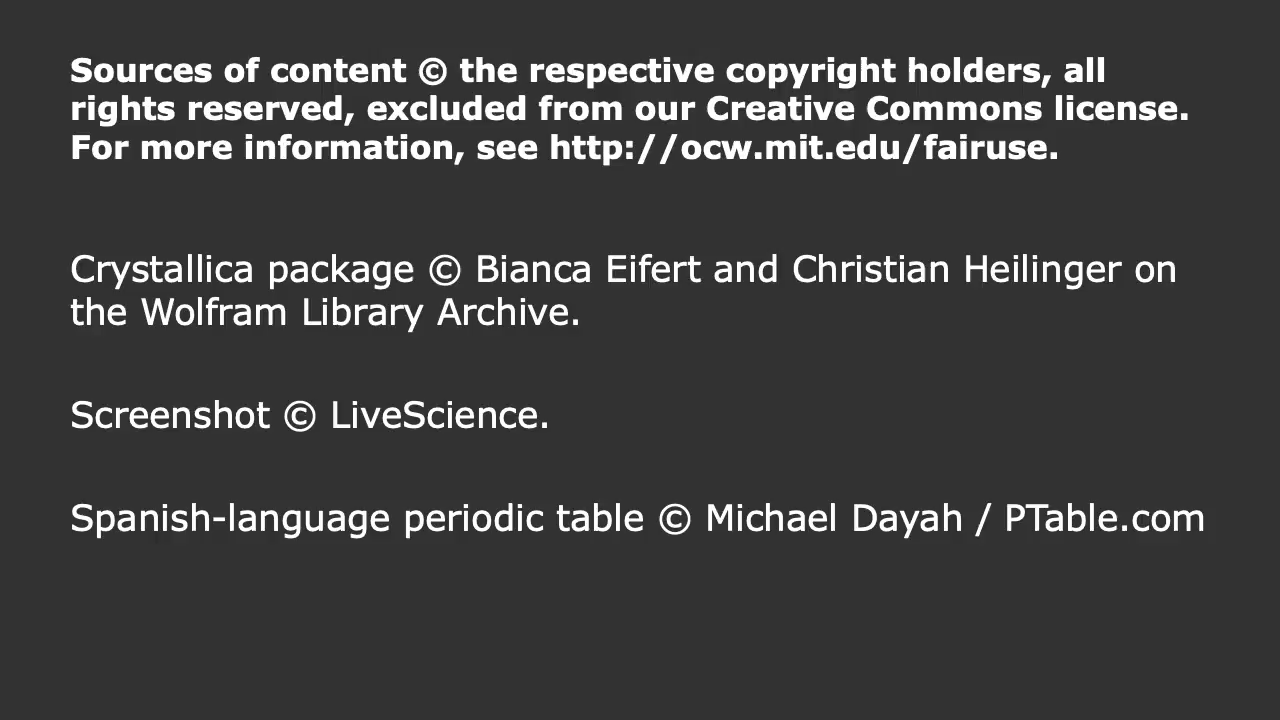 Sources of content © the respective copyright holders, all
rights reserved, excluded from our Creative Commons license.
For more information, see http://ocw.mit.edu/fairuse.
Crystallica package © Bianca Eifert and Christian Heilinger on
the Wolfram Library Archive.
Screenshot © LiveScience.
Spanish-language periodic table © Michael Dayah / PTable.com